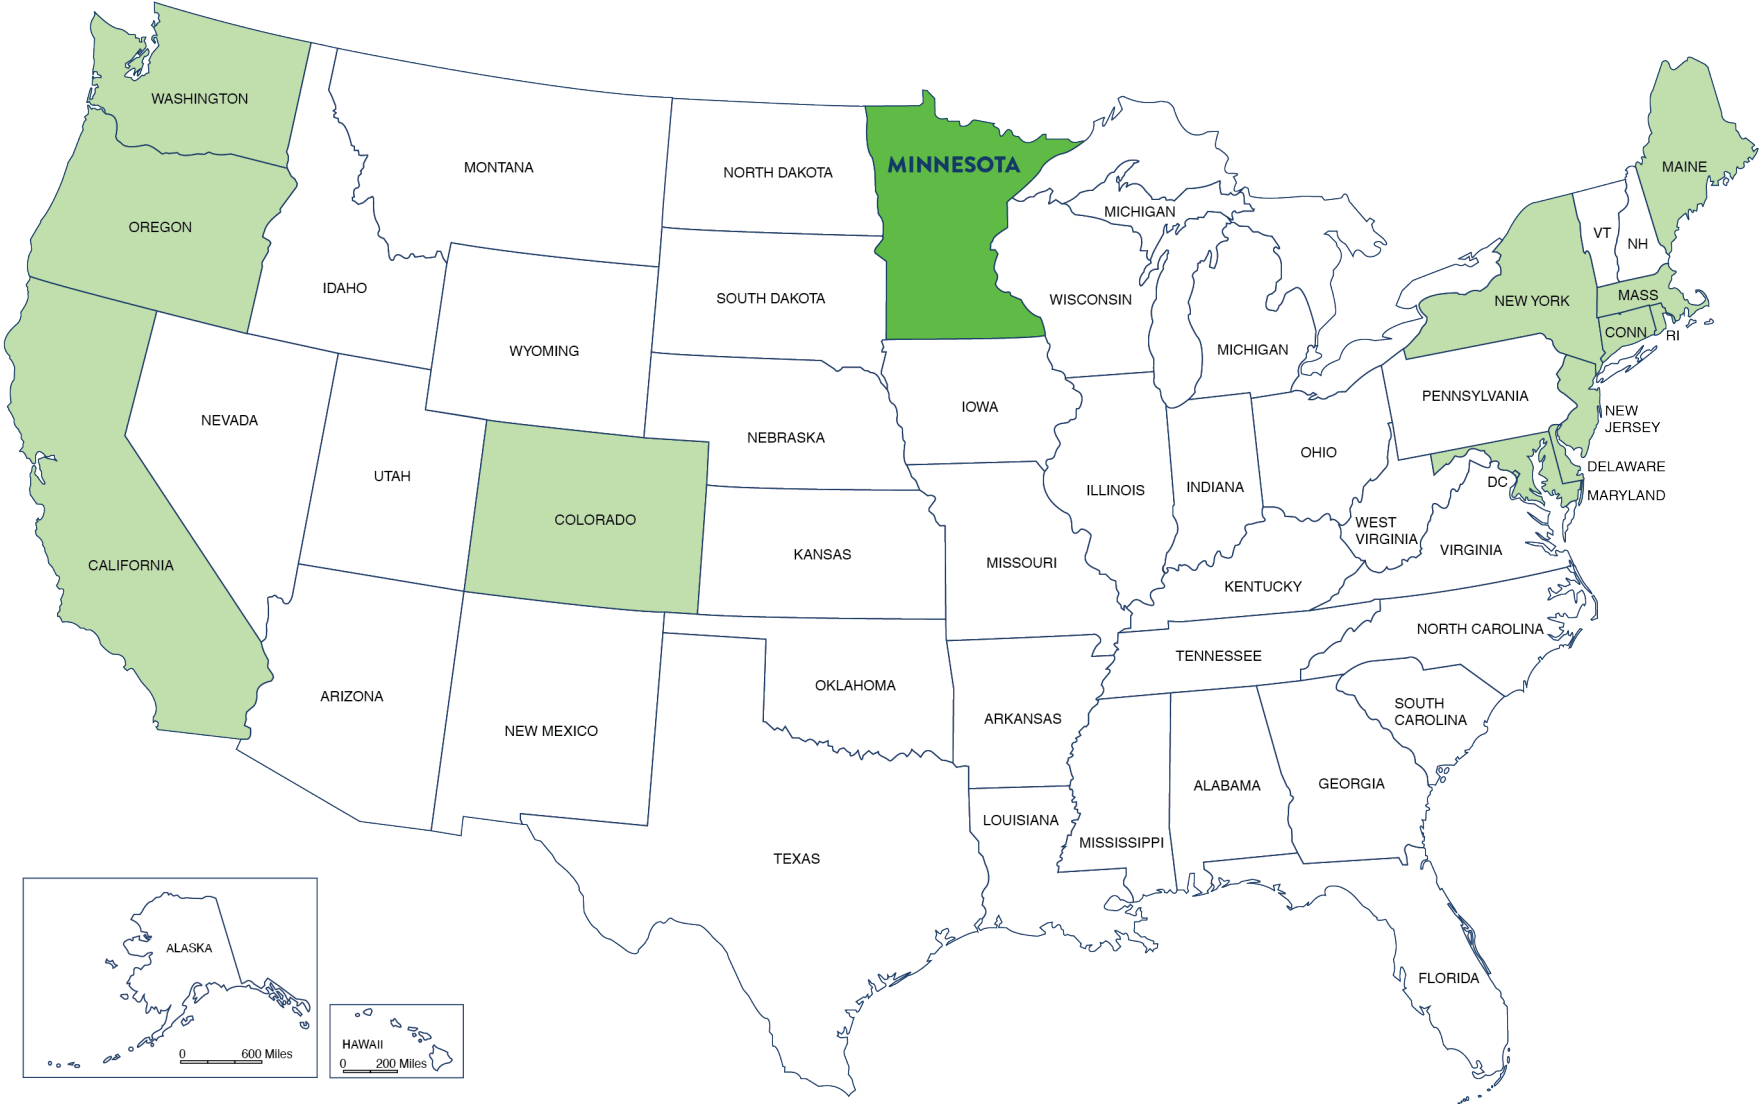 WASHINGTON
MONTANA
NORTH DAKOTA
MINNESOTA
MAINE
OREGON
MICHIGAN
VT
NH
IDAHO
SOUTH DAKOTA
WISCONSIN
NEW YORK
MASS
CONN
RI
WYOMING
MICHIGAN
NEVADA
IOWA
PENNSYLVANIA
NEW
JERSEY
NEBRASKA
OHIO
DELAWARE
UTAH
ILLINOIS
INDIANA
DC
MARYLAND
COLORADO
WEST
VIRGINIA
VIRGINIA
CALIFORNIA
KANSAS
MISSOURI
KENTUCKY
NORTH CAROLINA
TENNESSEE
ARIZONA
OKLAHOMA
SOUTH
CAROLINA
NEW MEXICO
ARKANSAS
ALABAMA
GEORGIA
LOUISIANA
MISSISSIPPI
TEXAS
ALASKA
FLORIDA
0 600 Miles
HAWAII
0 200 Miles